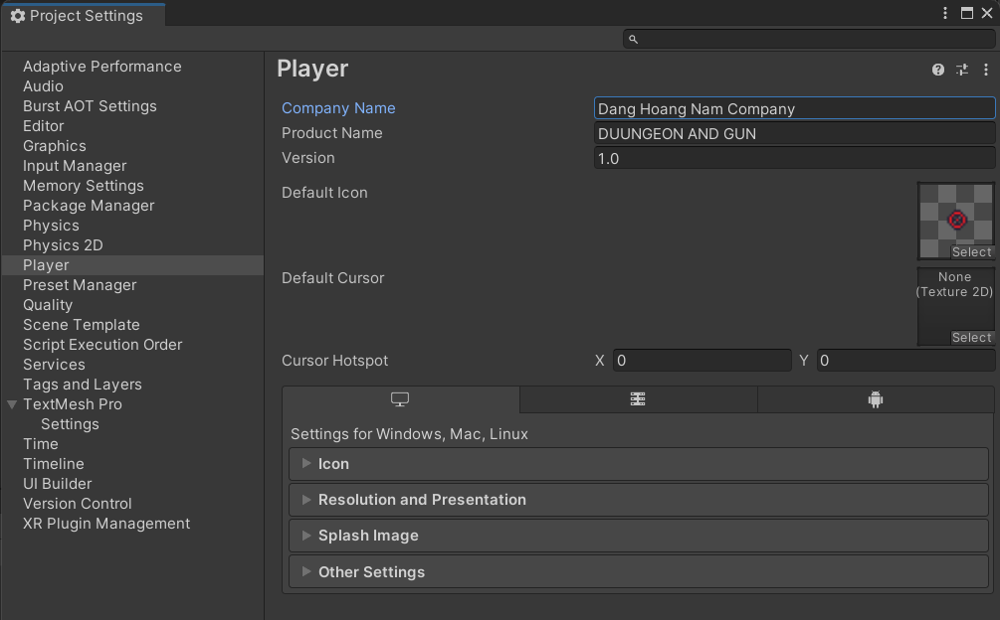 Project Settings
Adaptive Performance
Audio
Burst AOT Settings
Editor
Graphics
Input Manager
Memory Settings
Package Manager
Physics
Physics 2D
Player
Preset Manager
Quality
Scene Template
Script Execution Order
Services
Tags and Layers
TextMesh Pro
Settings
Time
Timeline
UI Builder
Version Control
XR Plugin Management
Player
Company Name Dang Hoang Nam Company
Product Name DUUNGEON AND GUN
Version 1.0
Default Icon
Select
Default Cursor
None
(Texture 2D)
Select
Cursor Hotspot X 0 Y 0
Settings for Windows, Mac, Linux
Icon
Resolution and Presentation
Splash Image
Other Settings